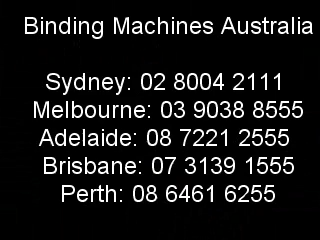 Binding Machines Australia
Sydney: 02 8004 2111
Melbourne: 03 9038 8555
Adelaide: 08 7221 2555
Brisbane: 07 3139 1555
Perth: 08 6461 6255